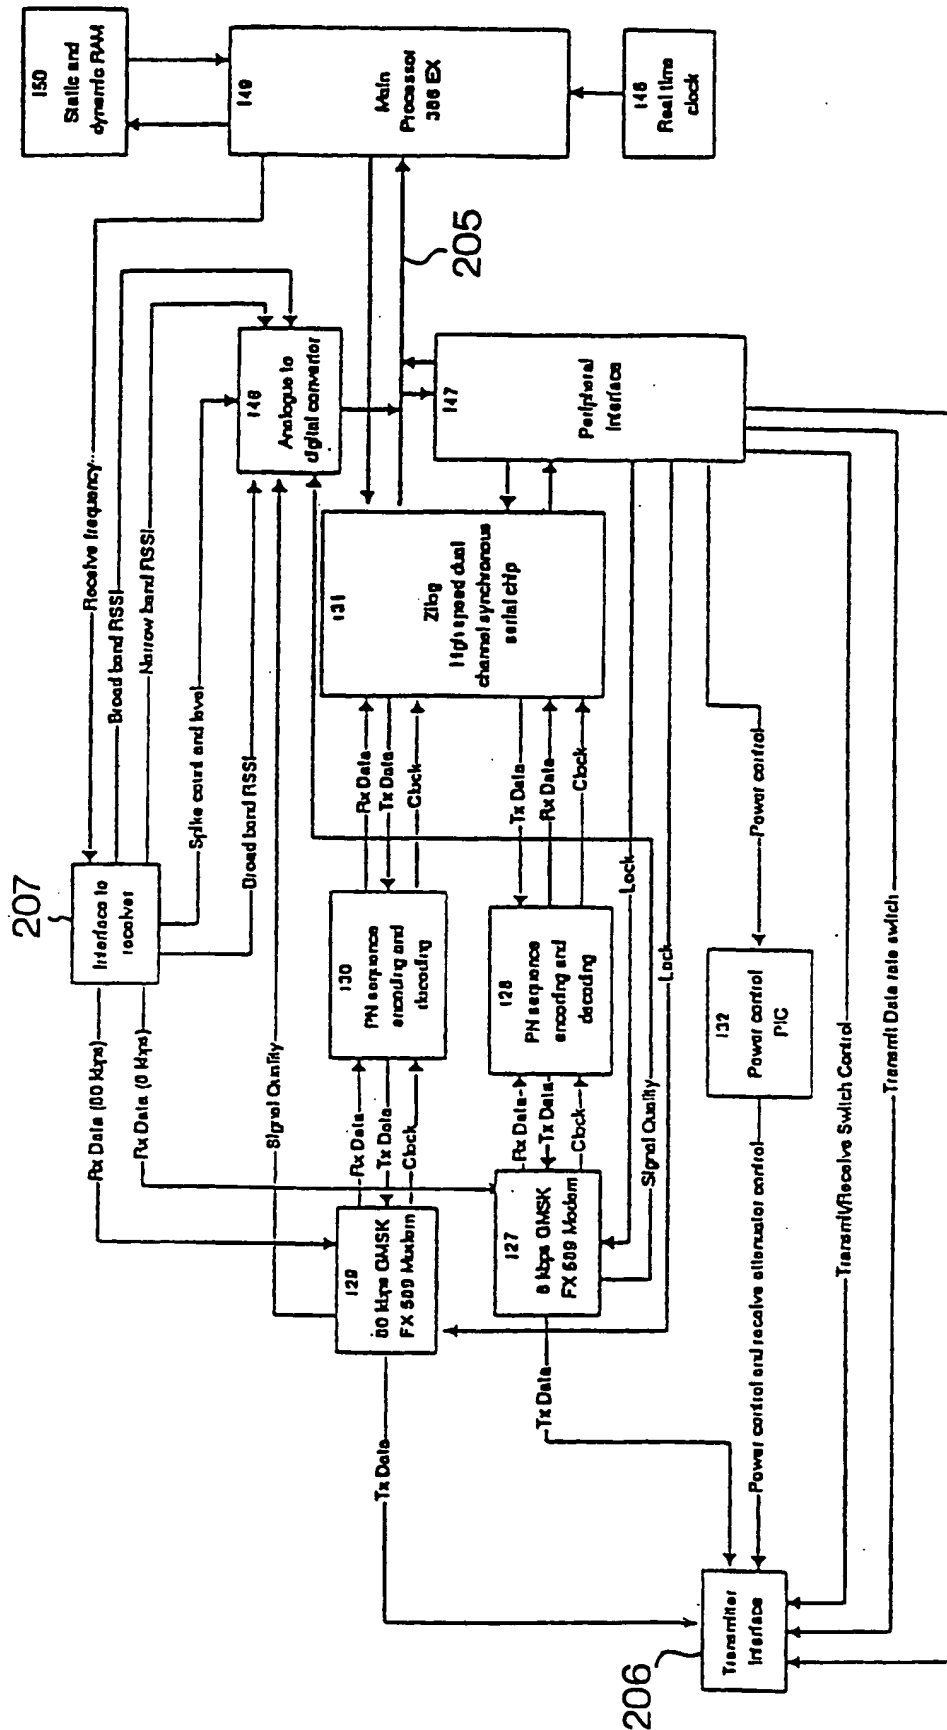 150
Static and
dynamic RAM
149
Main
Processor
386 EX
Real time
clock
205
Receive frequency
Broad band RSSI
Narrow band RSSI
Spike count and level
Broad band RSSI
Analogue to
digital convertor
147
Peripheral
Interface
131
Zilog
High speed dual
channel synchronous
serial chip
207
Interface to
receiver
Rx Data
Tx Data
Clock
Tx Data
Rx Data
Clock
Lock
Lock
Power control
130
PN sequence
encoding and
decoding
128
PN sequence
encoding and
decoding
132
Power control
PIC
Rx Data (80 kbps)
Rx Data (8 kbps)
Signal Quality
Rx Data
Tx Data
Clock
Rx Data
Tx Data
Clock
Signal Quality
129
80 kbps GMSK
FX 589 Modem
127
8 kbps GMSK
FX 589 Modem
Tx Data
Tx Data
Power control and receive attenuator control
Transmit/Receive Switch Control
Transmit Data rate switch
206
Transmitter
Interface